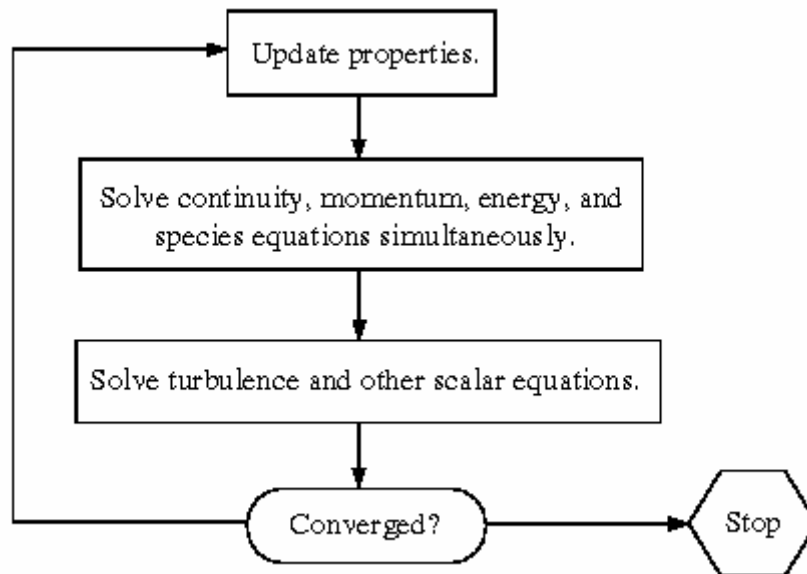 Update properties.
Solve continuity, momentum, energy, and
species equations simultaneously.
Solve turbulence and other scalar equations.
Converged?
Stop